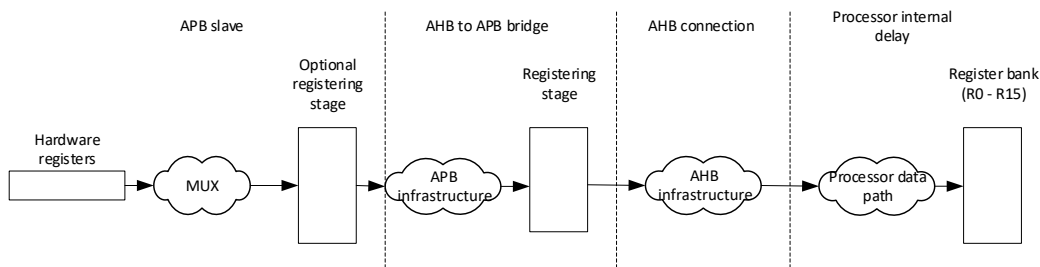 APB slave
AHB to APB bridge
AHB connection
Processor internal
delay
Optional
registering
stage
Registering
stage
Register bank
(R0 - R15)
Hardware
registers
MUX
APB
infrastructure
AHB
infrastructure
Processor data
path